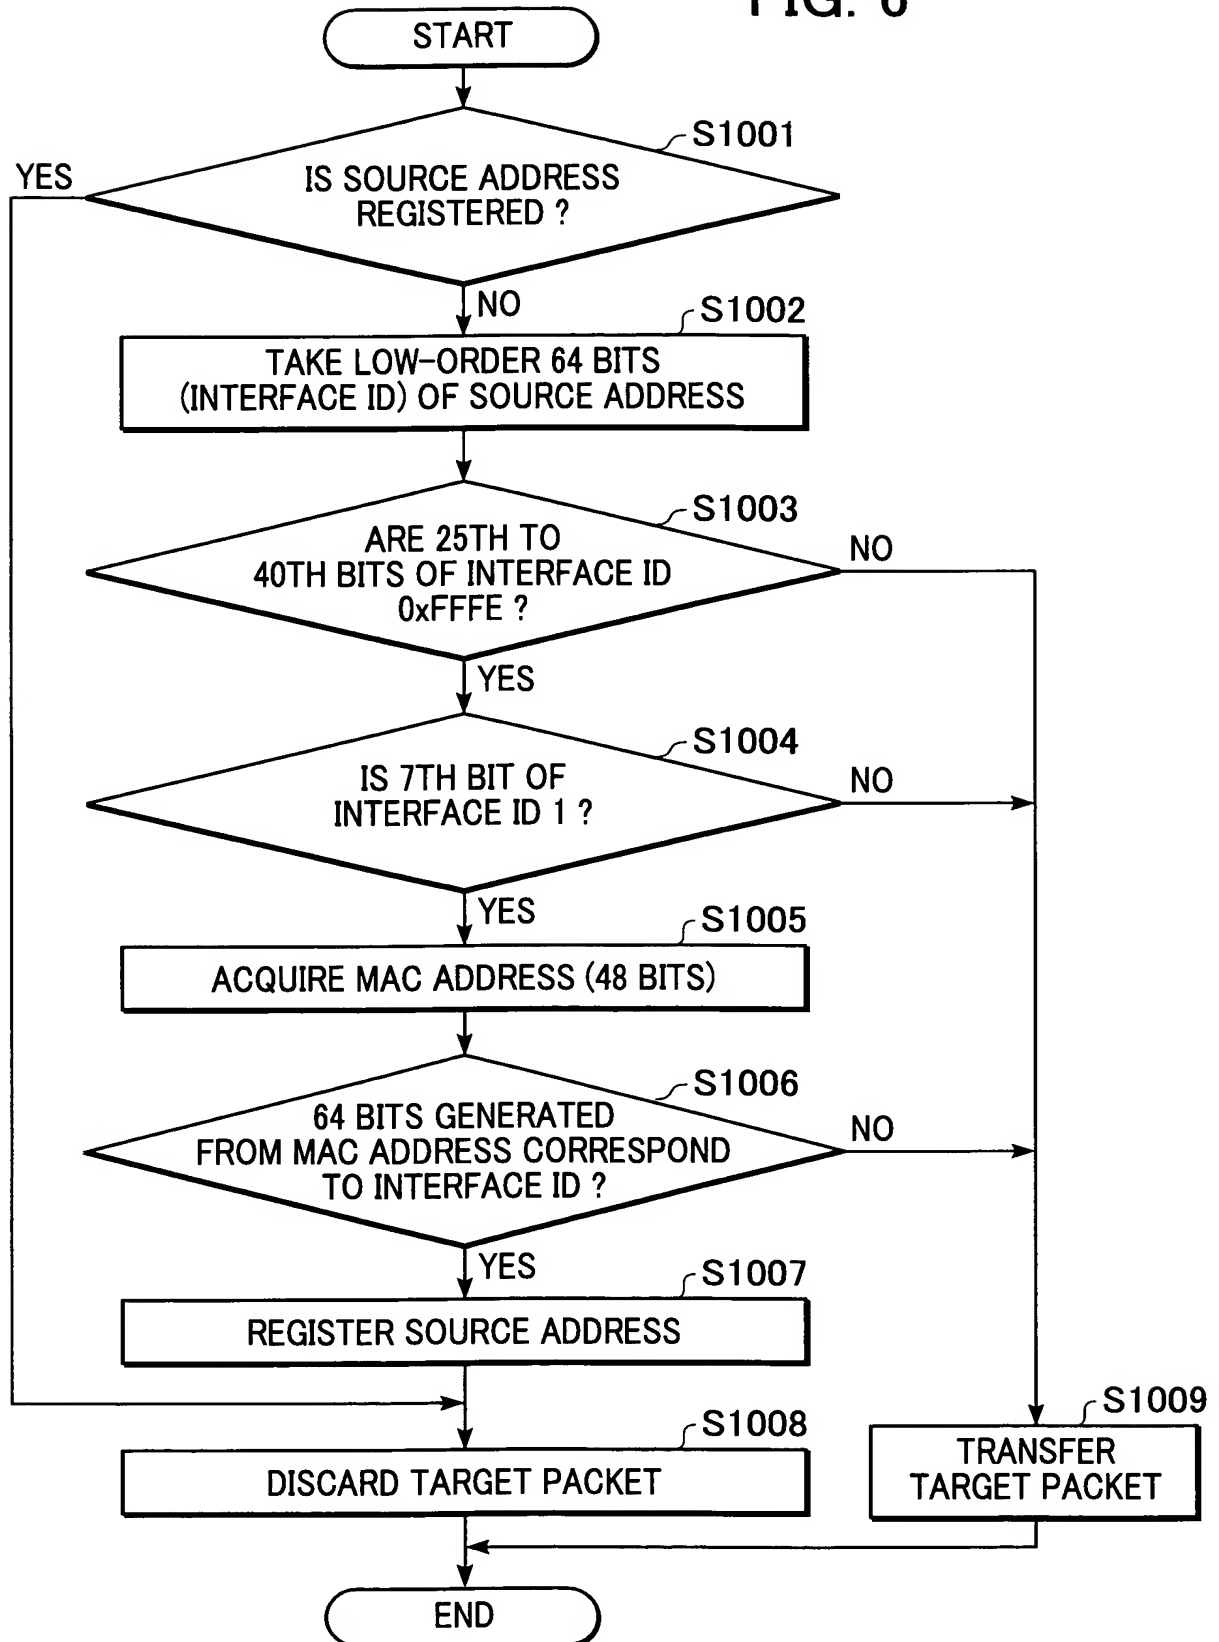 FIG. 6
START
S1001
YES
IS SOURCE ADDRESS
REGISTERED ?
NO
S1002
TAKE LOW-ORDER 64 BITS
(INTERFACE ID) OF SOURCE ADDRESS
S1003
ARE 25TH TO
40TH BITS OF INTERFACE ID
0xFFFE ?
NO
YES
S1004
IS 7TH BIT OF
INTERFACE ID 1 ?
NO
YES
S1005
ACQUIRE MAC ADDRESS (48 BITS)
S1006
64 BITS GENERATED
FROM MAC ADDRESS CORRESPOND
TO INTERFACE ID ?
NO
YES
S1007
REGISTER SOURCE ADDRESS
S1008
DISCARD TARGET PACKET
S1009
TRANSFER
TARGET PACKET
END